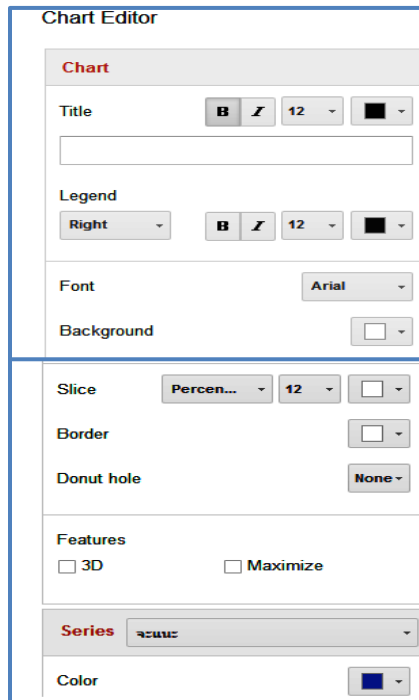 Chart Editor
Chart
Title B I 12
Legend
Right B I 12
Font Arial
Background
Slice Percen... 12
Border
Donut hole None
Features
3D Maximize
Series
Color